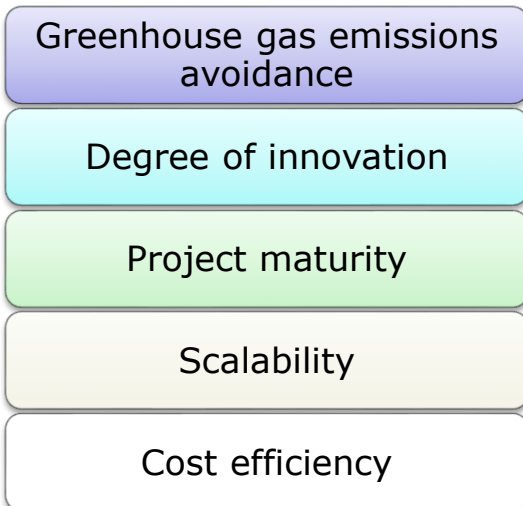 Greenhouse gas emissions
avoidance
Degree of innovation
Project maturity
Scalability
Cost efficiency